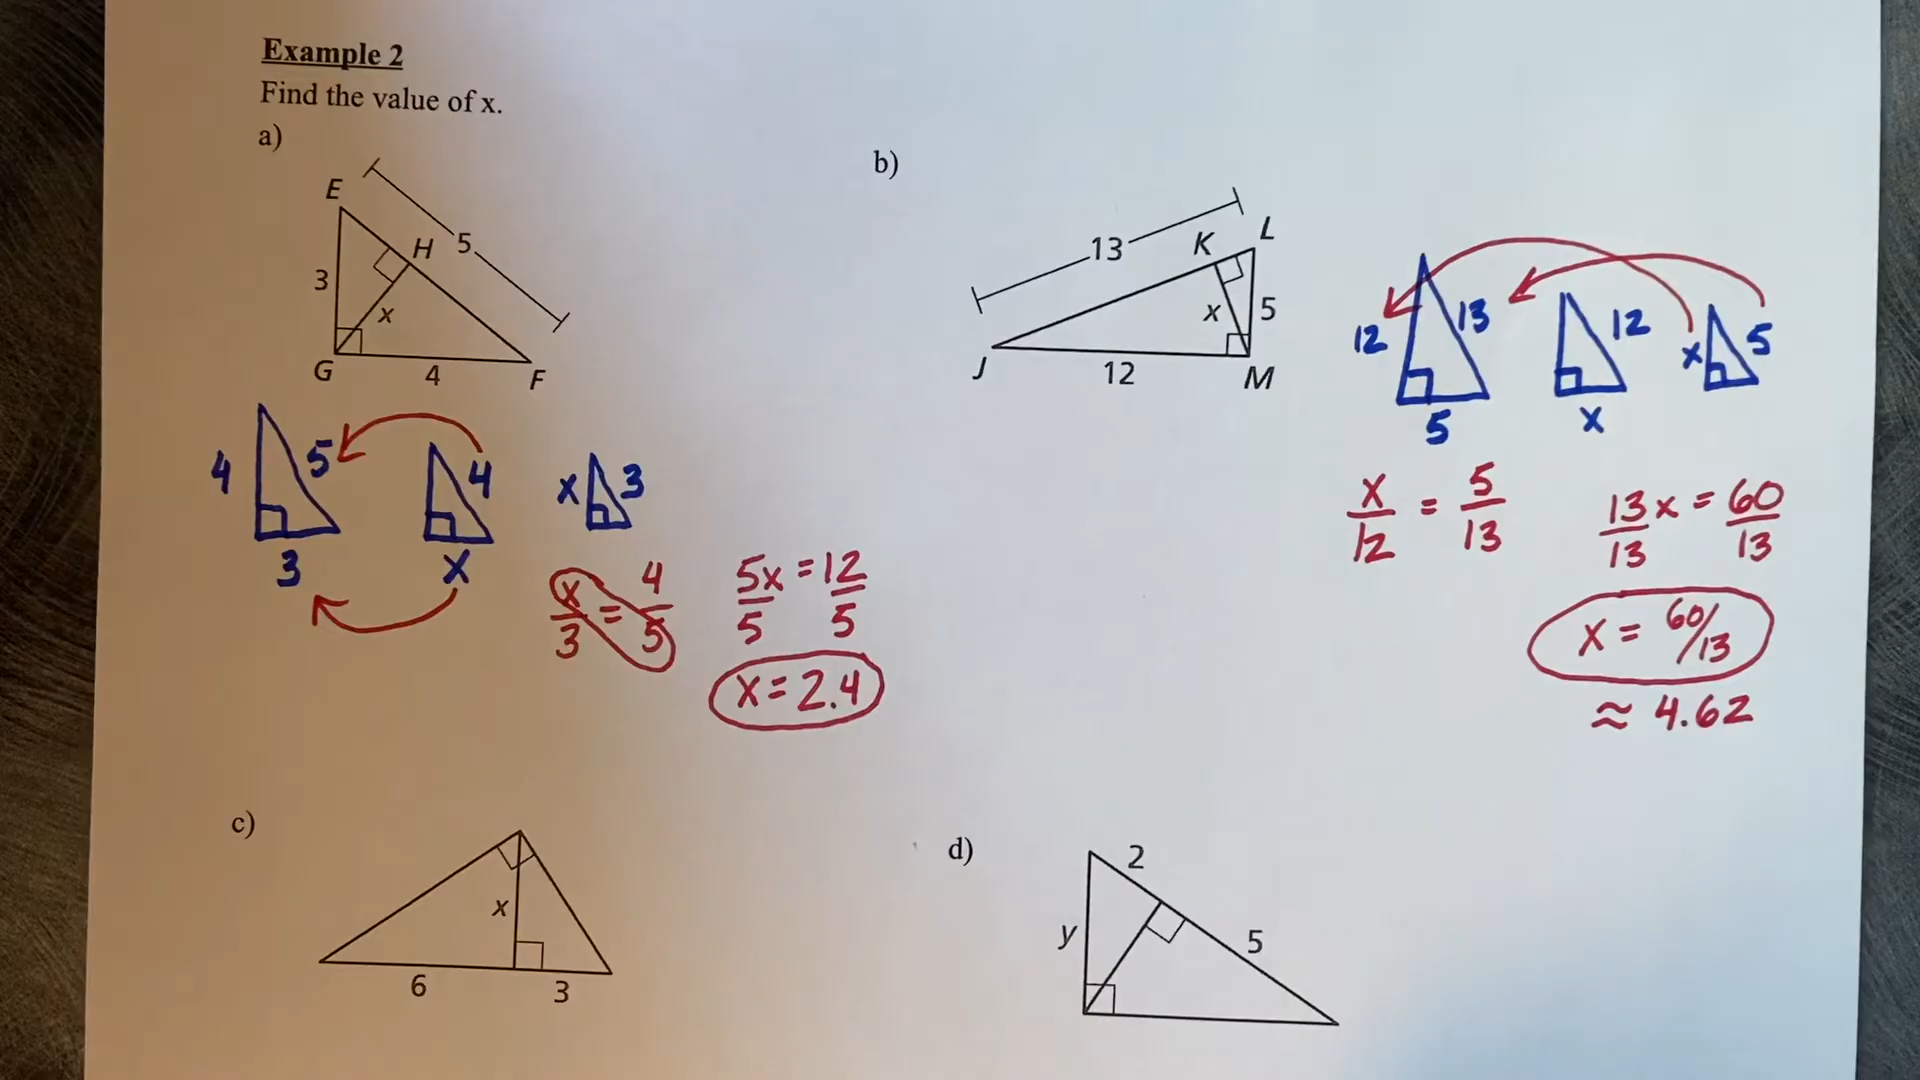 Example 2
Find the value of x.
a)
E
H
5
3
x
G
4
F
4
5
3
4
x
x
3
x/3 = 4/5
5x/5 = 12/5
x = 2.4
b)
13
K
L
x
5
J
12
M
12
13
5
12
x
x
5
x/12 = 5/13
13x/13 = 60/13
x = 60/13
≈ 4.62
c)
x
6
3
d)
2
y
5